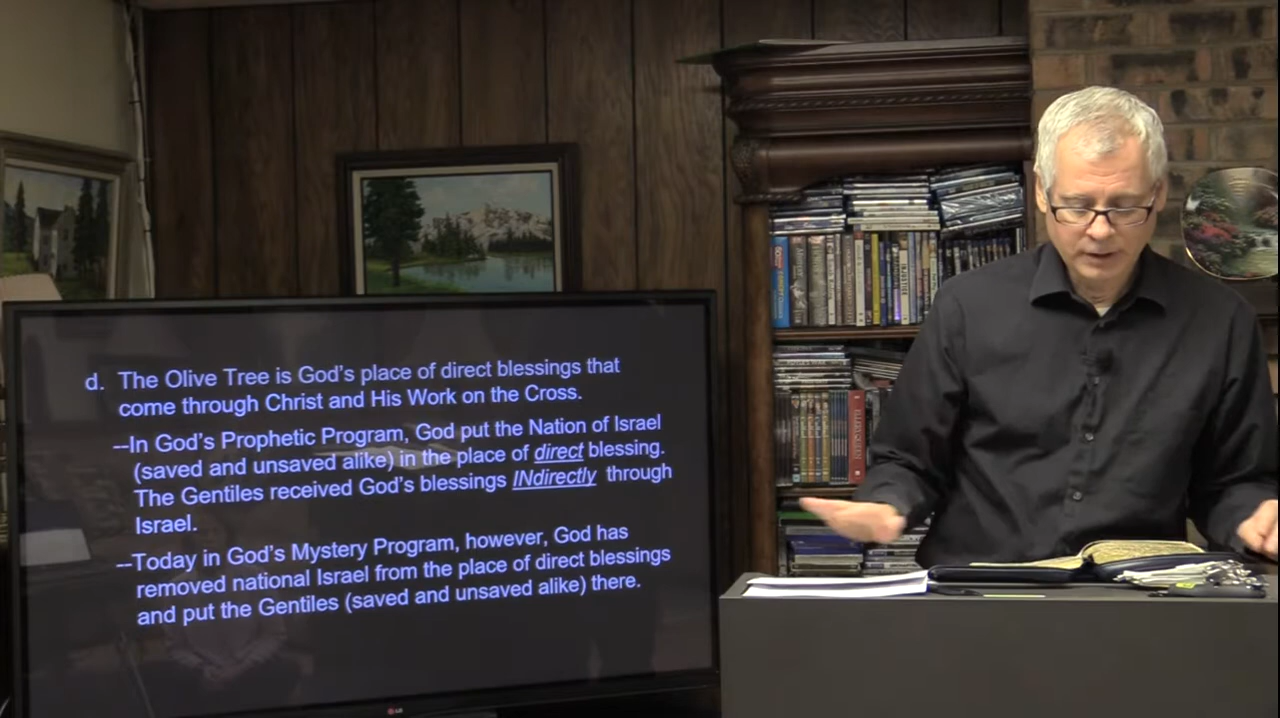 d. The Olive Tree is God's place of direct blessings that
come through Christ and His Work on the Cross.
--In God's Prophetic Program, God put the Nation of Israel
(saved and unsaved alike) in the place of direct blessing.
The Gentiles received God's blessings INdirectly through
Israel.
--Today in God's Mystery Program, however, God has
removed national Israel from the place of direct blessings
and put the Gentiles (saved and unsaved alike) there.
LG